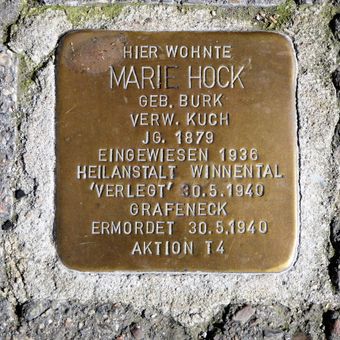 HIER WOHNTE
MARIE HOCK
GEB. BURK
VERW. KUCH
JG. 1879
EINGEWIESEN 1936
HEILANSTALT WINNENTAL
'VERLEGT' 30.5.1940
GRAFENECK
ERMORDET 30.5.1940
AKTION T4